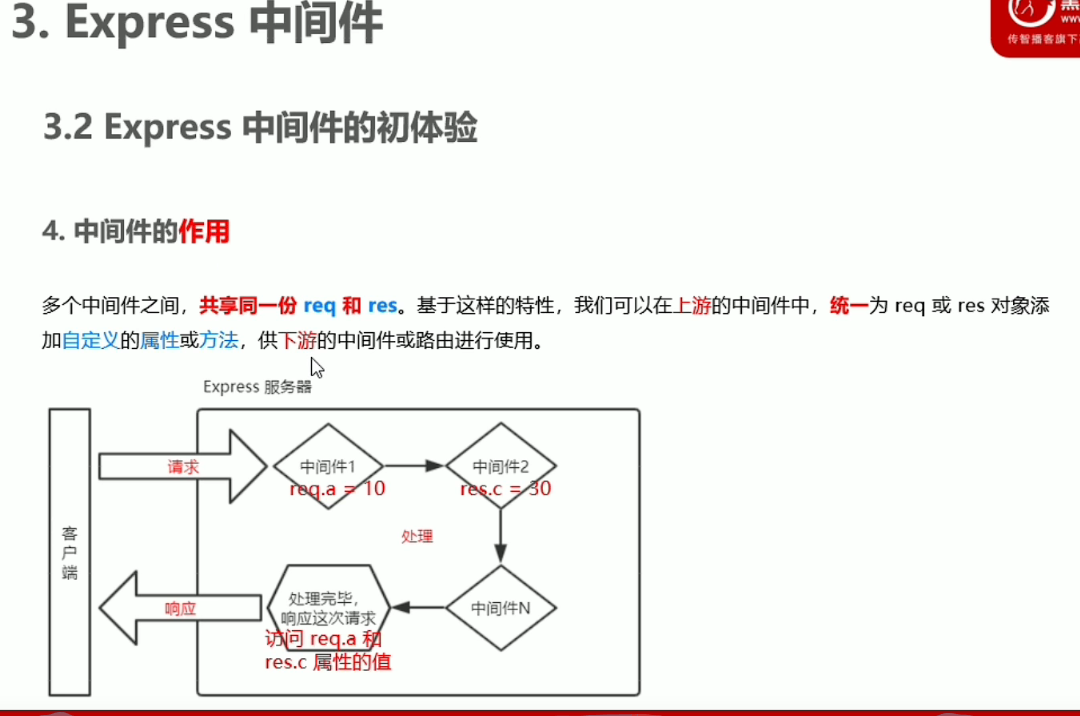 3. Express 中间件
传智播客旗下
3.2 Express 中间件的初体验
4. 中间件的作用
多个中间件之间，共享同一份 req 和 res。基于这样的特性，我们可以在上游的中间件中，统一为 req 或 res 对象添
加自定义的属性或方法，供下游的中间件或路由进行使用。
Express 服务器
请求
中间件1
req.a = 10
中间件2
res.c = 30
处理
客户端
响应
处理完毕，
响应这次请求
访问 req.a 和
res.c 属性的值
中间件N